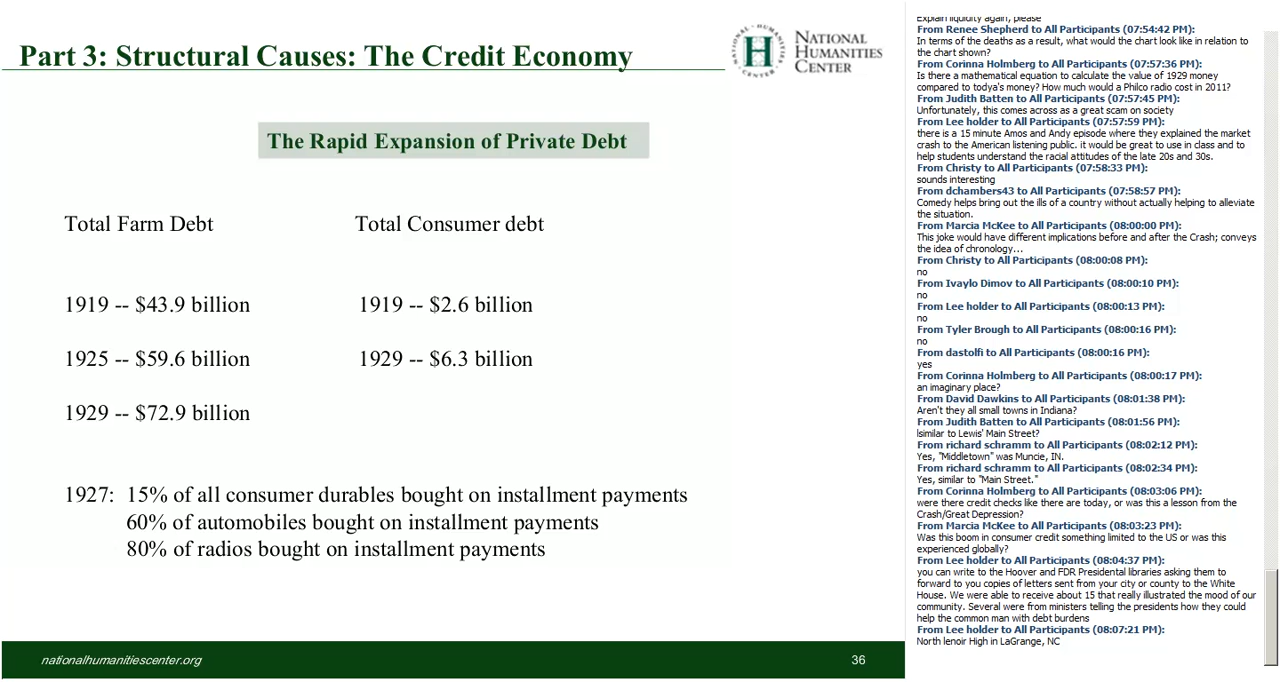 Part 3: Structural Causes: The Credit Economy
NATIONAL HUMANITIES CENTER
H
NATIONAL
HUMANITIES
CENTER
The Rapid Expansion of Private Debt
Total Farm Debt
Total Consumer debt
1919 -- $43.9 billion
1919 -- $2.6 billion
1925 -- $59.6 billion
1929 -- $6.3 billion
1929 -- $72.9 billion
1927: 15% of all consumer durables bought on installment payments
60% of automobiles bought on installment payments
80% of radios bought on installment payments
nationalhumanitiescenter.org
36
Explain liquidity again, please
From Renee Shepherd to All Participants (07:54:42 PM):
In terms of the deaths as a result, what would the chart look like in relation to
the chart shown?
From Corinna Holmberg to All Participants (07:57:36 PM):
Is there a mathematical equation to calculate the value of 1929 money
compared to todya's money? How much would a Philco radio cost in 2011?
From Judith Batten to All Participants (07:57:45 PM):
Unfortunately, this comes across as a great scam on society
From Lee holder to All Participants (07:57:59 PM):
there is a 15 minute Amos and Andy episode where they explained the market
crash to the American listening public. it would be great to use in class and to
help students understand the racial attitudes of the late 20s and 30s.
From Christy to All Participants (07:58:33 PM):
sounds interesting
From dchambers43 to All Participants (07:58:57 PM):
Comedy helps bring out the ills of a country without actually helping to alleviate
the situation.
From Marcia McKee to All Participants (08:00:00 PM):
This joke would have different implications before and after the Crash; conveys
the idea of chronology...
From Christy to All Participants (08:00:08 PM):
no
From Ivaylo Dimov to All Participants (08:00:10 PM):
no
From Lee holder to All Participants (08:00:13 PM):
no
From Tyler Brough to All Participants (08:00:16 PM):
no
From dastolfi to All Participants (08:00:16 PM):
yes
From Corinna Holmberg to All Participants (08:00:17 PM):
an imaginary place?
From David Dawkins to All Participants (08:01:38 PM):
Aren't they all small towns in Indiana?
From Judith Batten to All Participants (08:01:56 PM):
Isimilar to Lewis' Main Street?
From richard schramm to All Participants (08:02:12 PM):
Yes, "Middletown" was Muncie, IN.
From richard schramm to All Participants (08:02:34 PM):
Yes, similar to "Main Street."
From Corinna Holmberg to All Participants (08:03:06 PM):
were there credit checks like there are today, or was this a lesson from the
Crash/Great Depression?
From Marcia McKee to All Participants (08:03:23 PM):
Was this boom in consumer credit something limited to the US or was this
experienced globally?
From Lee holder to All Participants (08:04:37 PM):
you can write to the Hoover and FDR Presidental libraries asking them to
forward to you copies of letters sent from your city or county to the White
House. We were able to receive about 15 that really illustrated the mood of our
community. Several were from ministers telling the presidents how they could
help the common man with debt burdens
From Lee holder to All Participants (08:07:21 PM):
North lenoir High in LaGrange, NC